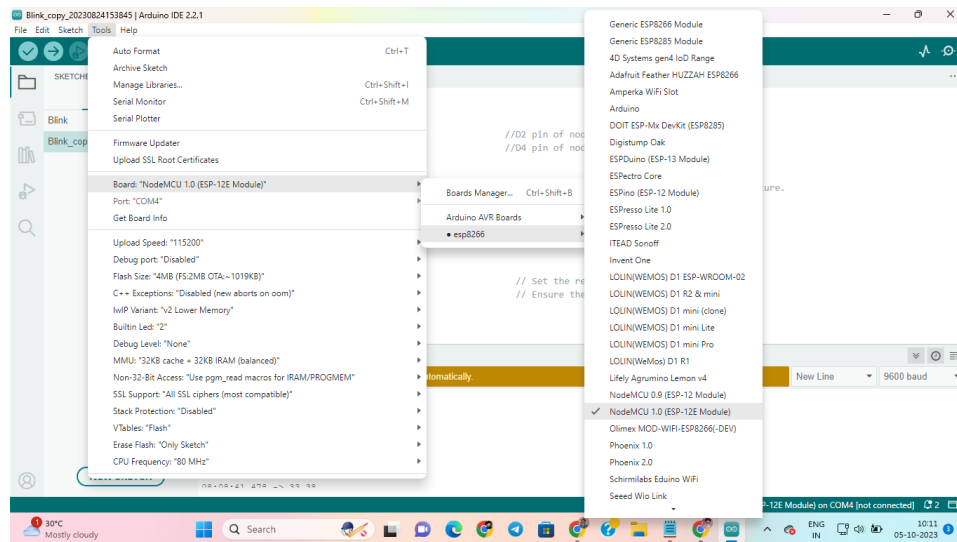 Blink_copy_20230824153845 | Arduino IDE 2.2.1
File Edit Sketch Tools Help
SKETCHB
Blink
Blink_cop
Auto Format Ctrl+T
Archive Sketch
Manage Libraries... Ctrl+Shift+I
Serial Monitor Ctrl+Shift+M
Serial Plotter
Firmware Updater
Upload SSL Root Certificates
Board: "NodeMCU 1.0 (ESP-12E Module)"
Port: "COM4"
Get Board Info
Upload Speed: "115200"
Debug port: "Disabled"
Flash Size: "4MB (FS:2MB OTA:~1019KB)"
C++ Exceptions: "Disabled (new aborts on oom)"
lwIP Variant: "v2 Lower Memory"
Builtin Led: "2"
Debug Level: "None"
MMU: "32KB cache + 32KB IRAM (balanced)"
Non-32-Bit Access: "Use pgm_read macros for IRAM/PROGMEM"
SSL Support: "All SSL ciphers (most compatible)"
Stack Protection: "Disabled"
VTables: "Flash"
Erase Flash: "Only Sketch"
CPU Frequency: "80 MHz"
//D2 pin of nod
//D4 pin of nod
ure.
Boards Manager... Ctrl+Shift+B
Arduino AVR Boards
• esp8266
// Set the re
// Ensure the
utomatically.
New Line 9600 baud
Generic ESP8266 Module
Generic ESP8285 Module
4D Systems gen4 IoD Range
Adafruit Feather HUZZAH ESP8266
Amperka WiFi Slot
Arduino
DOIT ESP-Mx DevKit (ESP8285)
Digistump Oak
ESPDuino (ESP-13 Module)
ESPectro Core
ESPino (ESP-12 Module)
ESPresso Lite 1.0
ESPresso Lite 2.0
ITEAD Sonoff
Invent One
LOLIN(WEMOS) D1 ESP-WROOM-02
LOLIN(WEMOS) D1 R2 & mini
LOLIN(WEMOS) D1 mini (clone)
LOLIN(WEMOS) D1 mini Lite
LOLIN(WEMOS) D1 mini Pro
LOLIN(WeMos) D1 R1
Lifely Agrumino Lemon v4
NodeMCU 0.9 (ESP-12 Module)
✓ NodeMCU 1.0 (ESP-12E Module)
Olimex MOD-WIFI-ESP8266(-DEV)
Phoenix 1.0
Phoenix 2.0
Schirmilabs Eduino WiFi
Seeed Wio Link
P-12E Module) on COM4 [not connected] 2
1
30°C
Mostly cloudy
Search
ENG
IN
10:11
05-10-2023
3